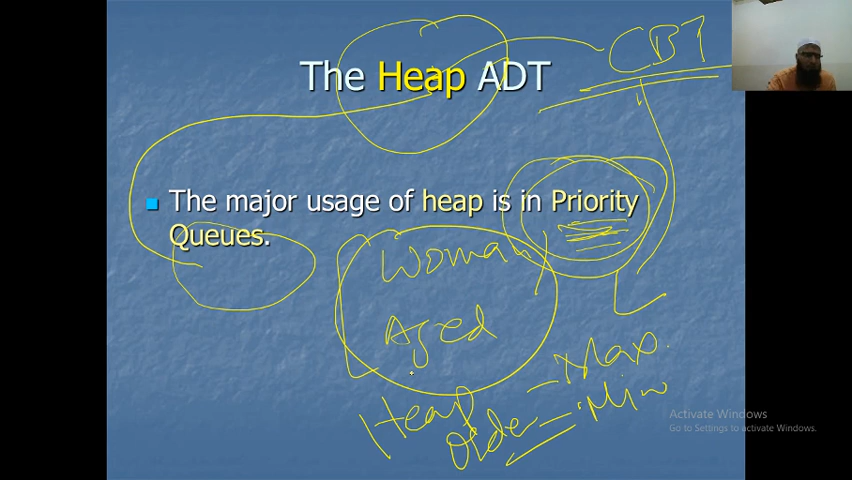 The Heap ADT
CBT
The major usage of heap is in Priority
Queues.
Woman
Aged
Heap
Order
Max
Min
Activate Windows
Go to Settings to activate Windows.